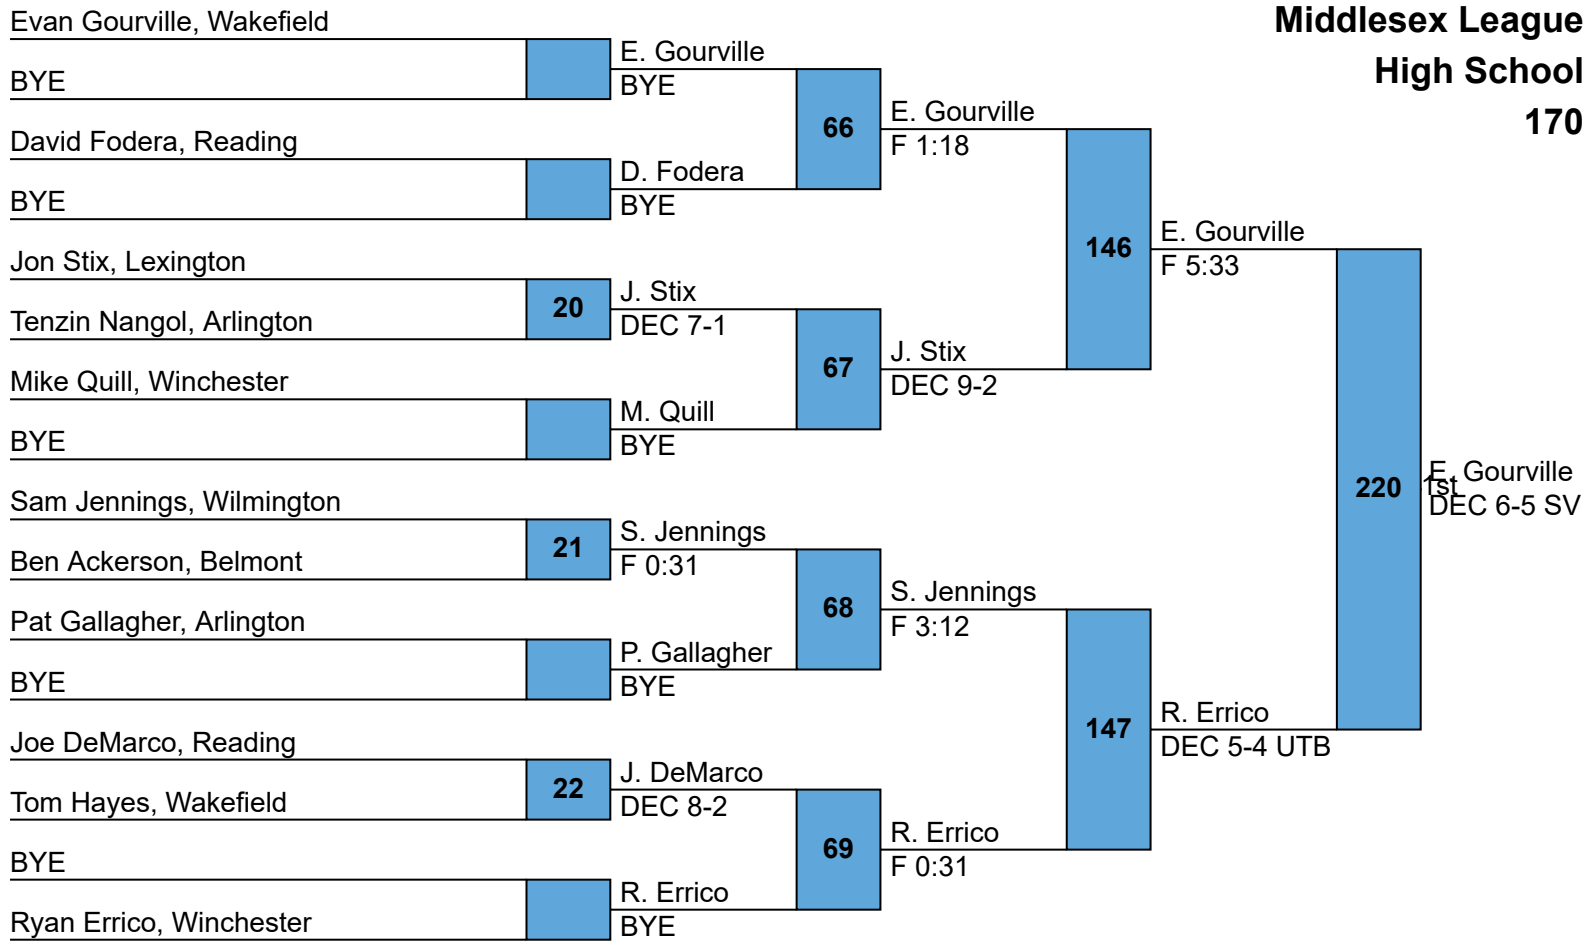 Middlesex League
High School
170
Evan Gourville, Wakefield
BYE
David Fodera, Reading
BYE
Jon Stix, Lexington
20
Tenzin Nangol, Arlington
Mike Quill, Winchester
BYE
Sam Jennings, Wilmington
21
Ben Ackerson, Belmont
Pat Gallagher, Arlington
BYE
Joe DeMarco, Reading
22
Tom Hayes, Wakefield
BYE
Ryan Errico, Winchester
E. Gourville
BYE
66
D. Fodera
BYE
J. Stix
DEC 7-1
67
M. Quill
BYE
S. Jennings
F 0:31
68
P. Gallagher
BYE
J. DeMarco
DEC 8-2
69
R. Errico
BYE
E. Gourville
F 1:18
146
J. Stix
DEC 9-2
S. Jennings
F 3:12
147
R. Errico
F 0:31
E. Gourville
F 5:33
220
R. Errico
DEC 5-4 UTB
E. Gourville
1st
DEC 6-5 SV